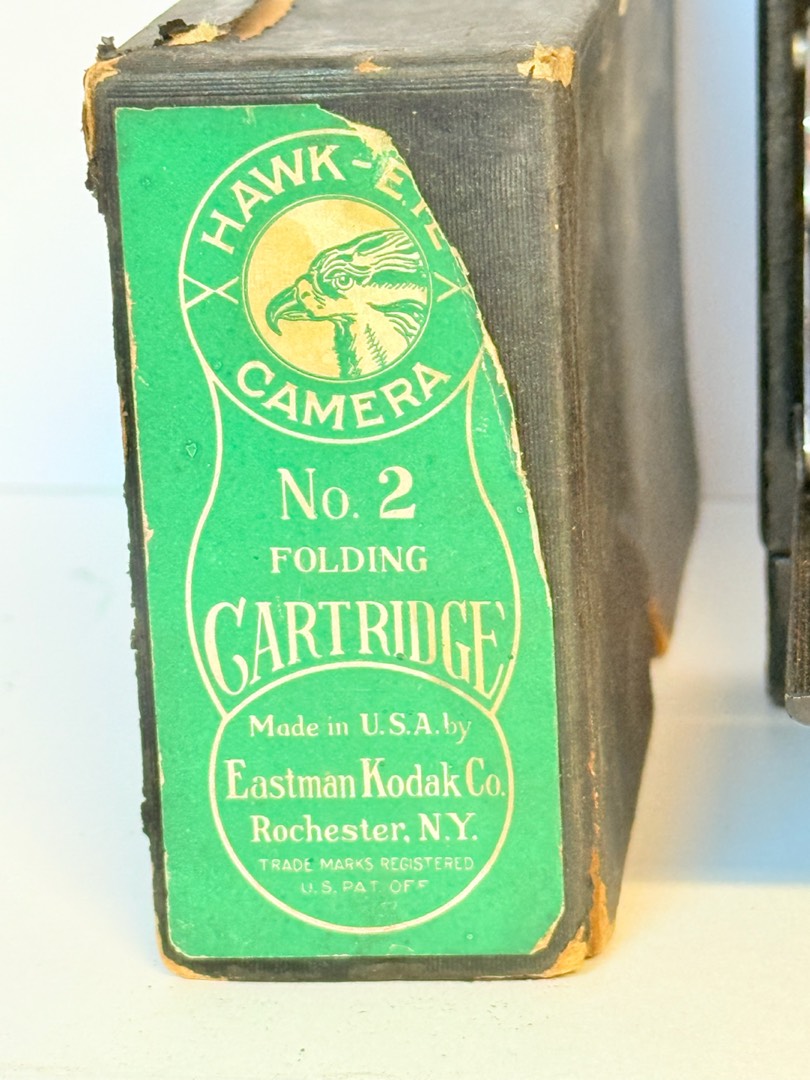 HAWK-EYE
CAMERA
No. 2
FOLDING
CARTRIDGE
Made in U.S.A. by
Eastman Kodak Co.
Rochester, N.Y.
TRADE MARKS REGISTERED
U.S. PAT. OFF